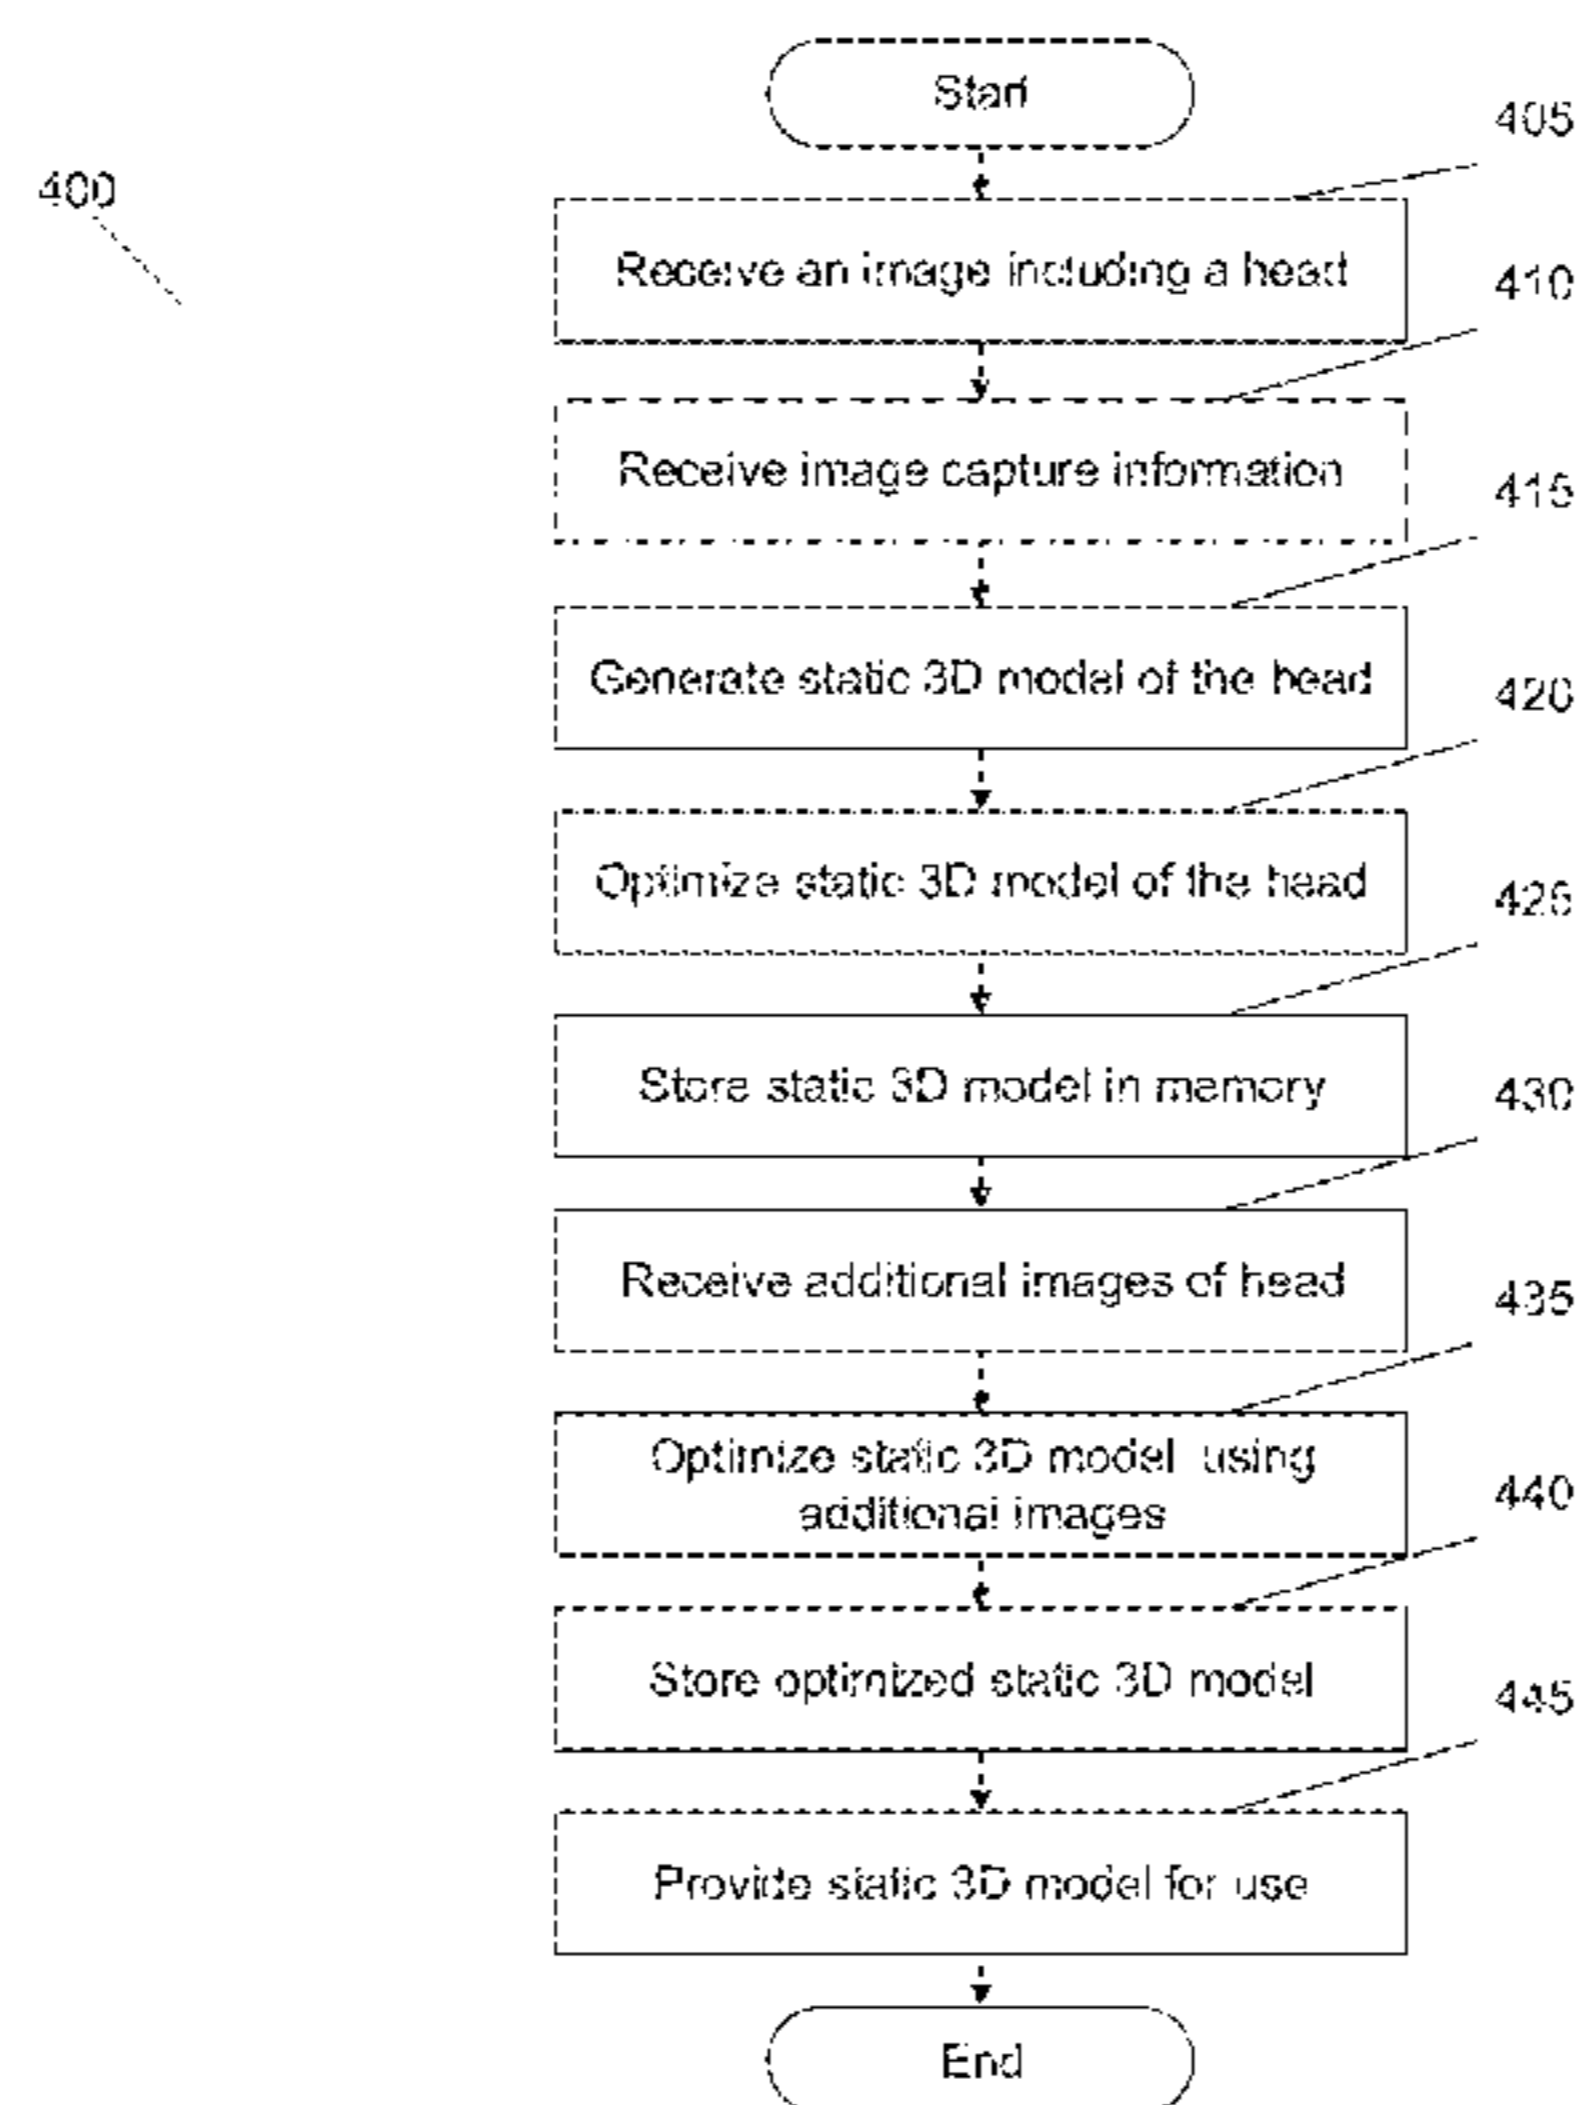 Start
405
400
Receive an image including a head
410
Receive image capture information
415
Generate static 3D model of the head
420
Optimize static 3D model of the head
425
Store static 3D model in memory
430
Receive additional images of head
435
Optimize static 3D model using
additional images
440
Store optimized static 3D model
445
Provide static 3D model for use
End